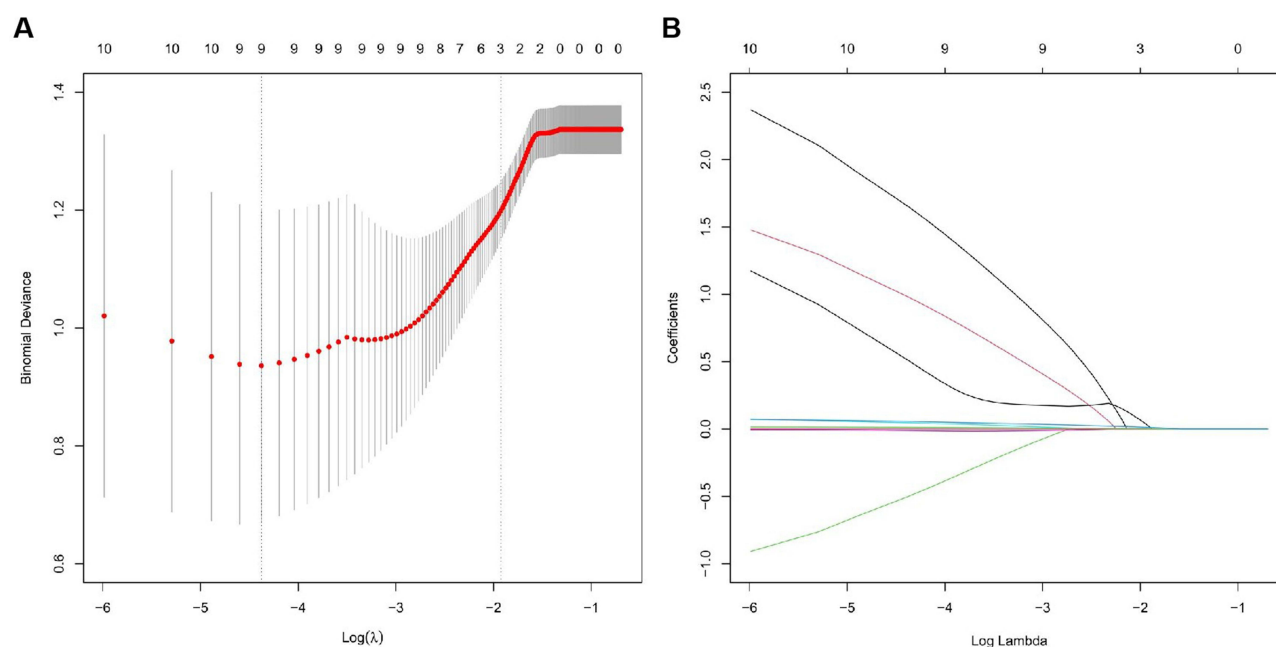 A
10 10 10 9 9 9 9 9 9 9 9 9 8 7 6 3 2 2 0 0 0 0
1.4
1.2
1.0
0.8
0.6
Binomial Deviance
−6 −5 −4 −3 −2 −1
Log(λ)
B
10 10 9 9 3 0
2.5
2.0
1.5
1.0
0.5
0.0
−0.5
−1.0
Coefficients
−6 −5 −4 −3 −2 −1
Log Lambda